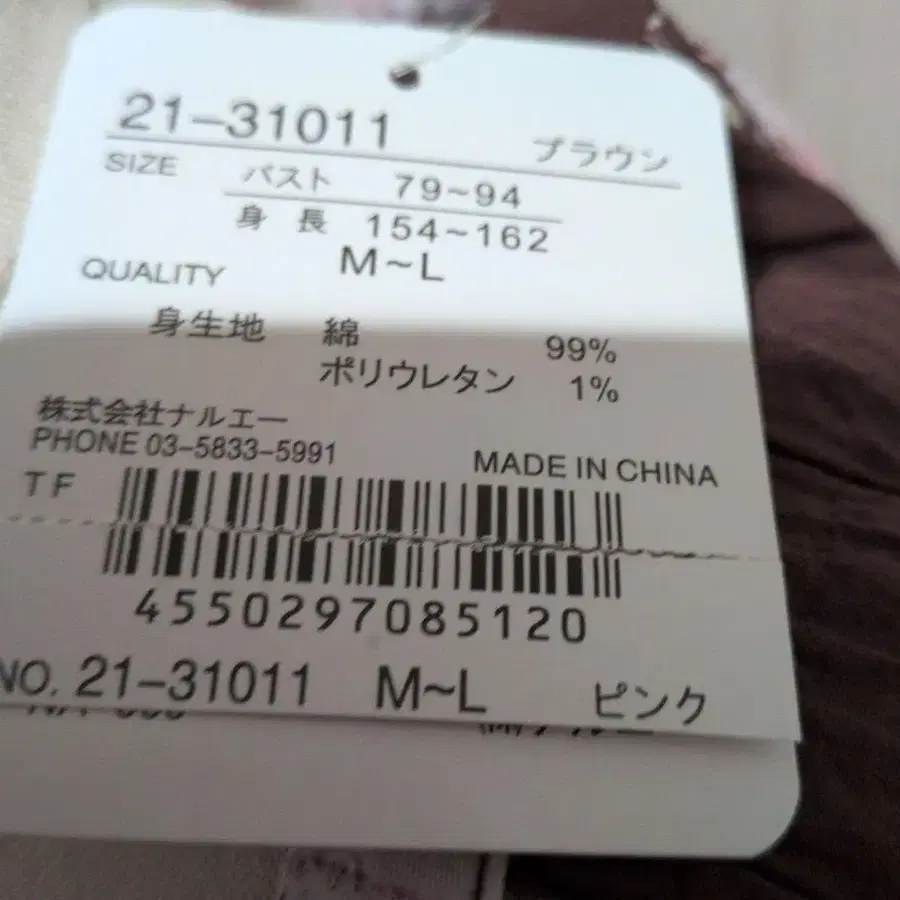 21-31011 ブラウン
SIZE バスト 79~94
身 長 154~162
M~L
QUALITY
身生地 綿 99%
ポリウレタン 1%
株式会社ナルエー
PHONE 03-5833-5991
MADE IN CHINA
TF
4550297085120
NO. 21-31011 M~L ピンク